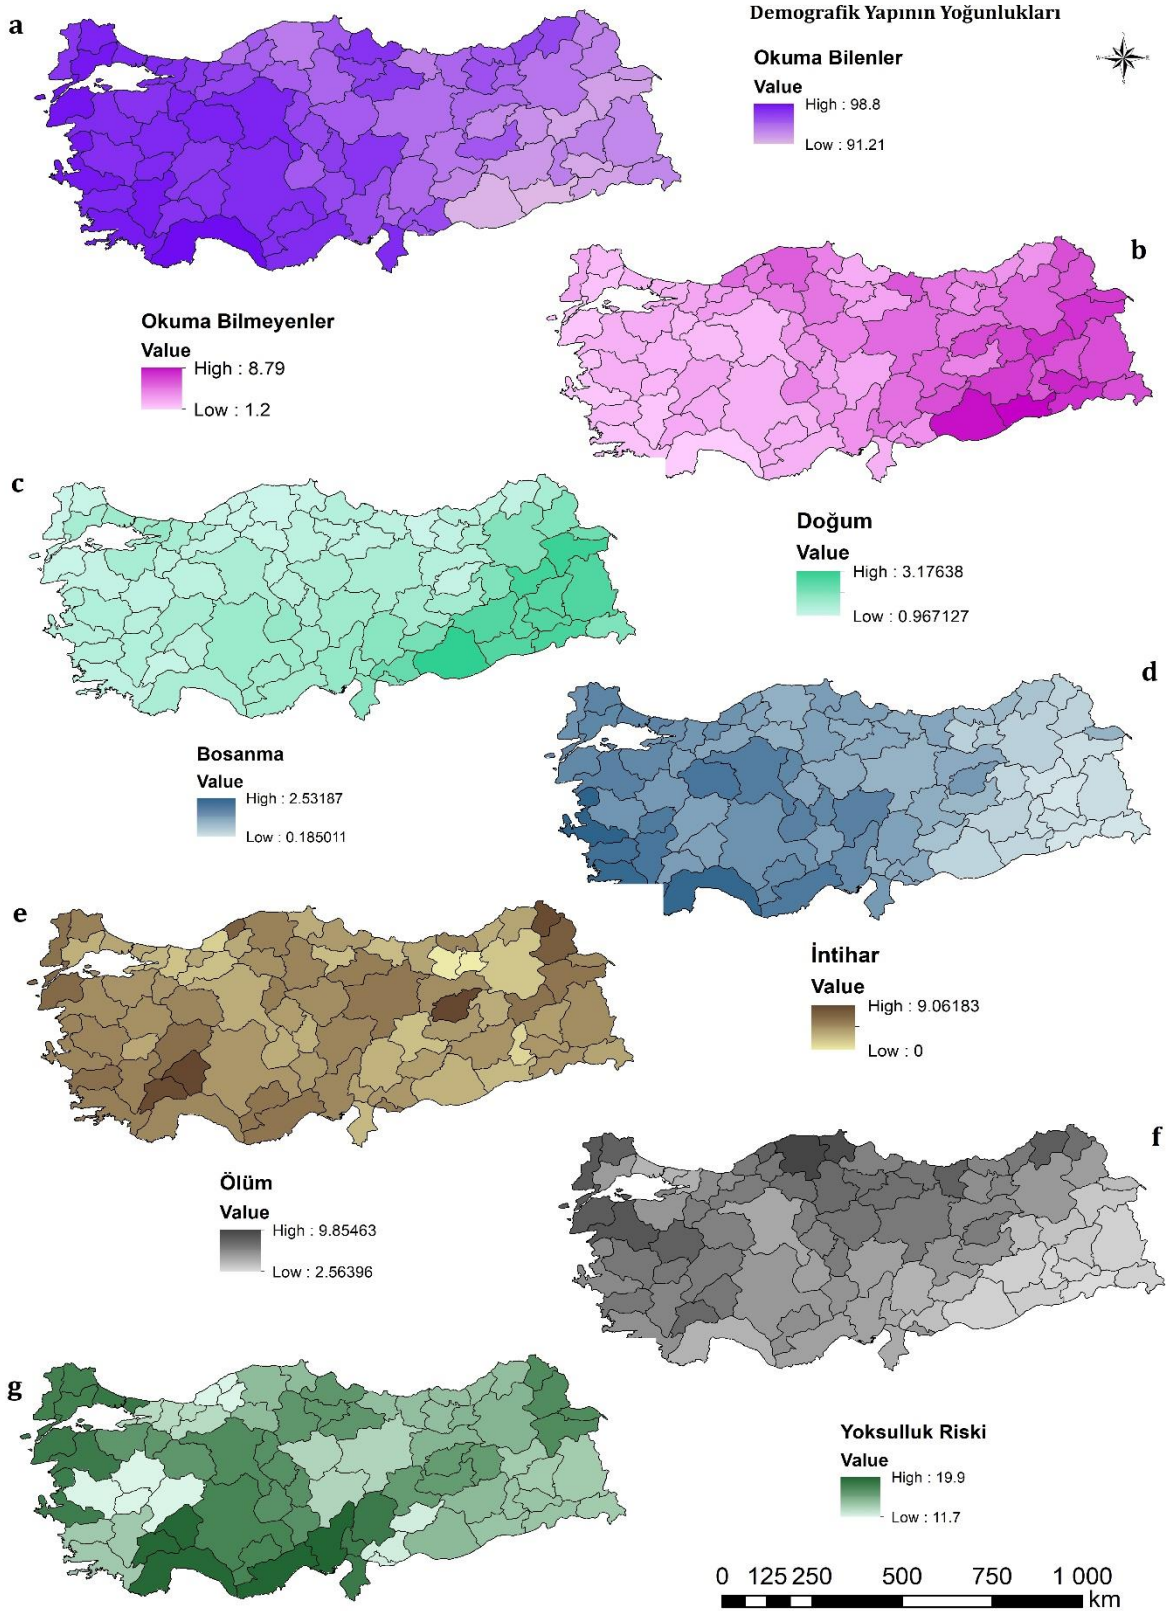 a
Demografik Yapının Yoğunlukları
Okuma Bilenler
Value
High : 98.8
Low : 91.21
b
Okuma Bilmeyenler
Value
High : 8.79
Low : 1.2
c
Doğum
Value
High : 3.17638
Low : 0.967127
d
Bosanma
Value
High : 2.53187
Low : 0.185011
e
İntihar
Value
High : 9.06183
Low : 0
f
Ölüm
Value
High : 9.85463
Low : 2.56396
g
Yoksulluk Riski
Value
High : 19.9
Low : 11.7
0 125 250 500 750 1 000
km